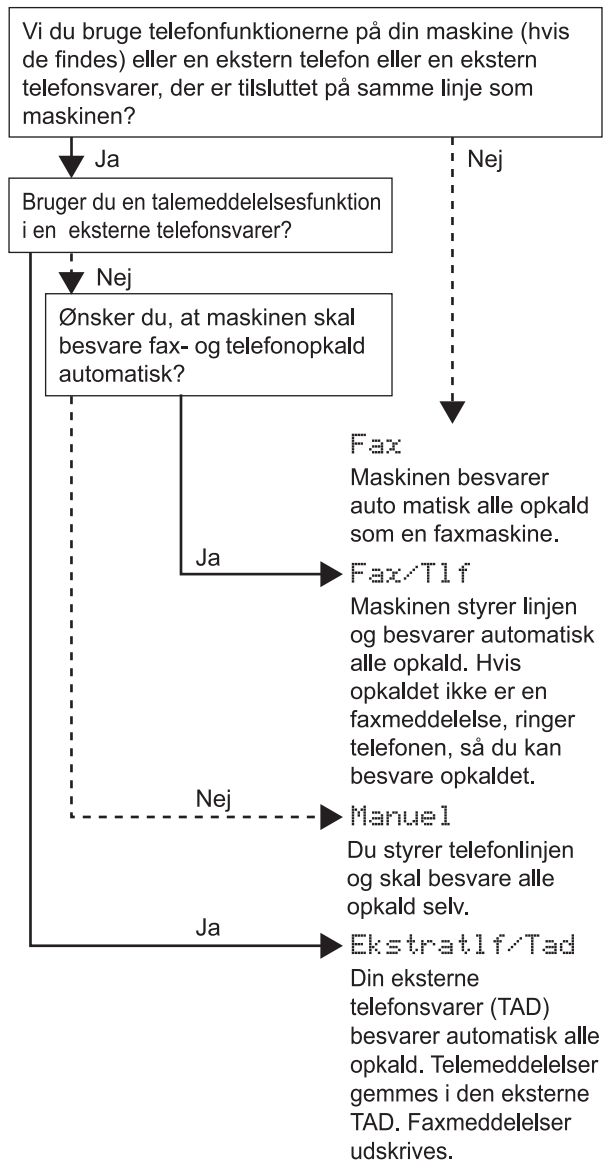 Vi du bruge telefonfunktionerne på din maskine (hvis
de findes) eller en ekstern telefon eller en ekstern
telefonsvarer, der er tilsluttet på samme linje som
maskinen?
Ja
Nej
Bruger du en talemeddelelsesfunktion
i en eksterne telefonsvarer?
Nej
Ønsker du, at maskinen skal
besvare fax- og telefonopkald
automatisk?
Fax
Maskinen besvarer
auto matisk alle opkald
som en faxmaskine.
Ja
Fax/Tlf
Maskinen styrer linjen
og besvarer automatisk
alle opkald. Hvis
opkaldet ikke er en
faxmeddelelse, ringer
telefonen, så du kan
besvare opkaldet.
Nej
Manuel
Du styrer telefonlinjen
og skal besvare alle
opkald selv.
Ja
Ekstratlf/Tad
Din eksterne
telefonsvarer (TAD)
besvarer automatisk alle
opkald. Telemeddelelser
gemmes i den eksterne
TAD. Faxmeddelelser
udskrives.